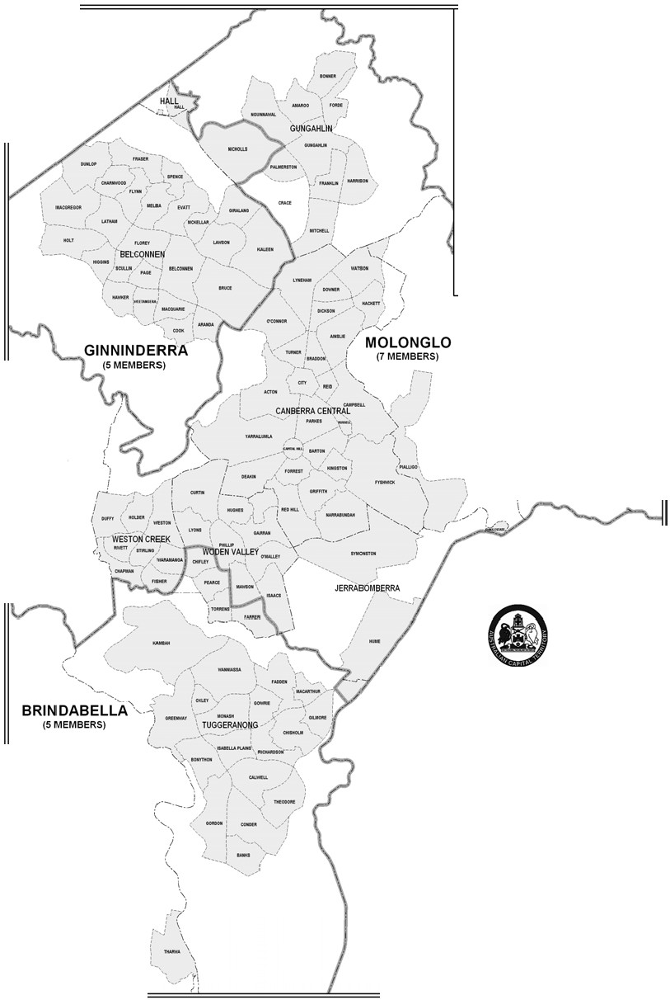 BONNER
HALL
HALL
AMAROO
FORDE
NGUNNAWAL
GUNGAHLIN
GUNGAHLIN
NICHOLLS
DUNLOP
FRASER
PALMERSTON
SPENCE
CHARNWOOD
FRANKLIN
HARRISON
FLYNN
CRACE
MACGREGOR
MELBA
EVATT
GIRALANG
LATHAM
MCKELLAR
MITCHELL
HOLT
FLOREY
LAWSON
KALEEN
BELCONNEN
HIGGINS
SCULLIN
PAGE
BELCONNEN
WATSON
LYNEHAM
BRUCE
DOWNER
HAWKER
WEETANGERA
MACQUARIE
HACKETT
DICKSON
O'CONNOR
ARANDA
COOK
AINSLIE
GINNINDERRA
(5 MEMBERS)
MOLONGLO
(7 MEMBERS)
TURNER
BRADDON
CITY
REID
ACTON
CAMPBELL
CANBERRA CENTRAL
PARKES
RUSSELL
YARRALUMLA
CAPITAL HILL
BARTON
FORREST
KINGSTON
PIALLIGO
DEAKIN
FYSHWICK
CURTIN
GRIFFITH
HUGHES
RED HILL
NARRABUNDAH
DUFFY
HOLDER
WESTON
LYONS
GARRAN
WESTON CREEK
RIVETT
STIRLING
PHILLIP
WODEN VALLEY
SYMONSTON
WARAMANGA
CHIFLEY
O'MALLEY
CHAPMAN
FISHER
PEARCE
MAWSON
JERRABOMBERRA
ISAACS
TORRENS
FARRER
KAMBAH
HUME
AUSTRALIAN CAPITAL TERRITORY
WANNIASSA
FADDEN
MACARTHUR
BRINDABELLA
(5 MEMBERS)
OXLEY
GOWRIE
GREENWAY
MONASH
GILMORE
TUGGERANONG
CHISHOLM
ISABELLA PLAINS
RICHARDSON
BONYTHON
CALWELL
THEODORE
GORDON
CONDER
BANKS
THARWA